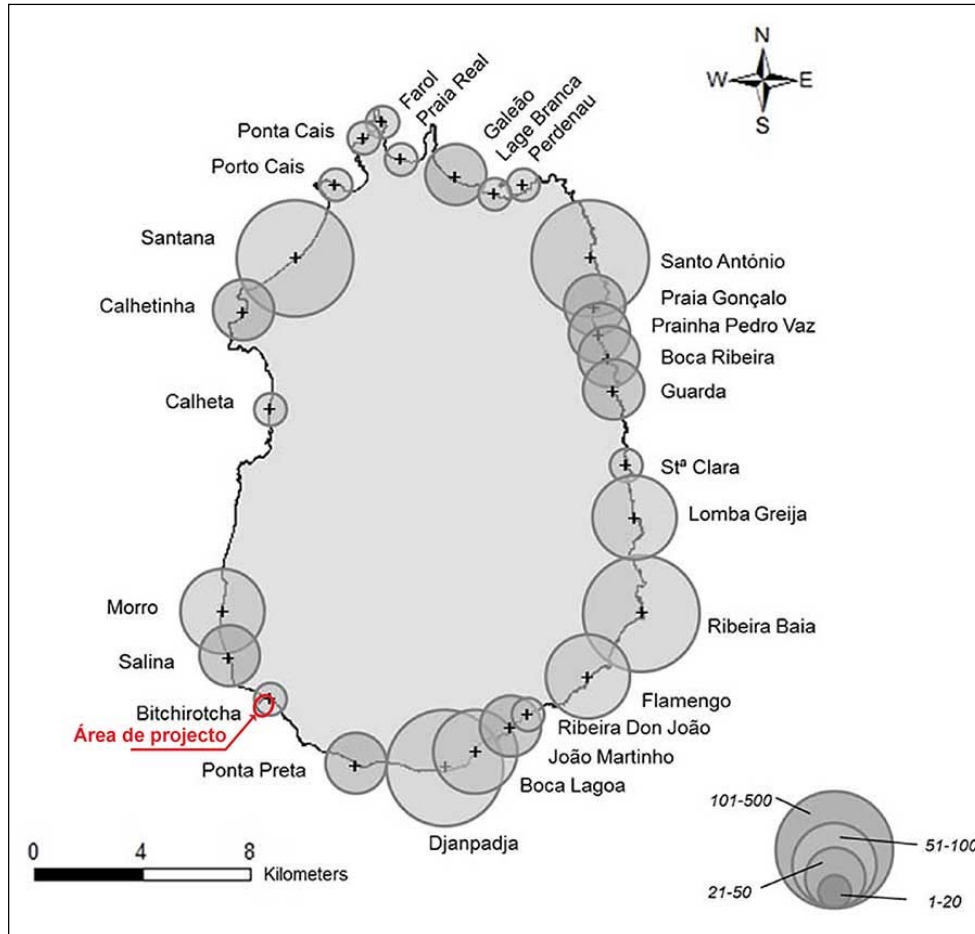 N
W E
S
Farol
Praia Real
Galeão
Lage Branca
Perdenau
Ponta Cais
Porto Cais
Santana
Calhetinha
Calheta
Santo António
Praia Gonçalo
Prainha Pedro Vaz
Boca Ribeira
Guarda
Stª Clara
Lomba Greija
Morro
Salina
Bitchirotcha
Área de projecto
Ponta Preta
Ribeira Baia
Flamengo
Ribeira Don João
João Martinho
Boca Lagoa
Djanpadja
0 4 8
Kilometers
101-500
51-100
21-50
1-20